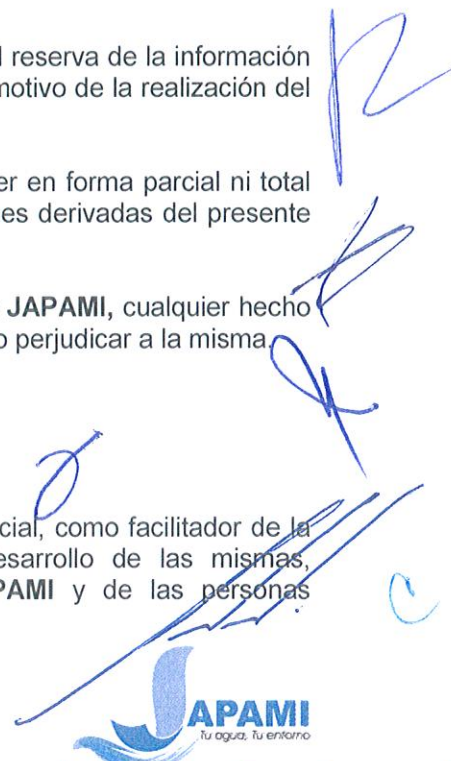 l reserva de la información
notivo de la realización del
er en forma parcial ni total
es derivadas del presente
JAPAMI, cualquier hecho
o perjudicar a la misma.
cial, como facilitador de la
esarrollo de las mismas,
PAMI y de las personas
JAPAMI
Tu agua, Tu entorno